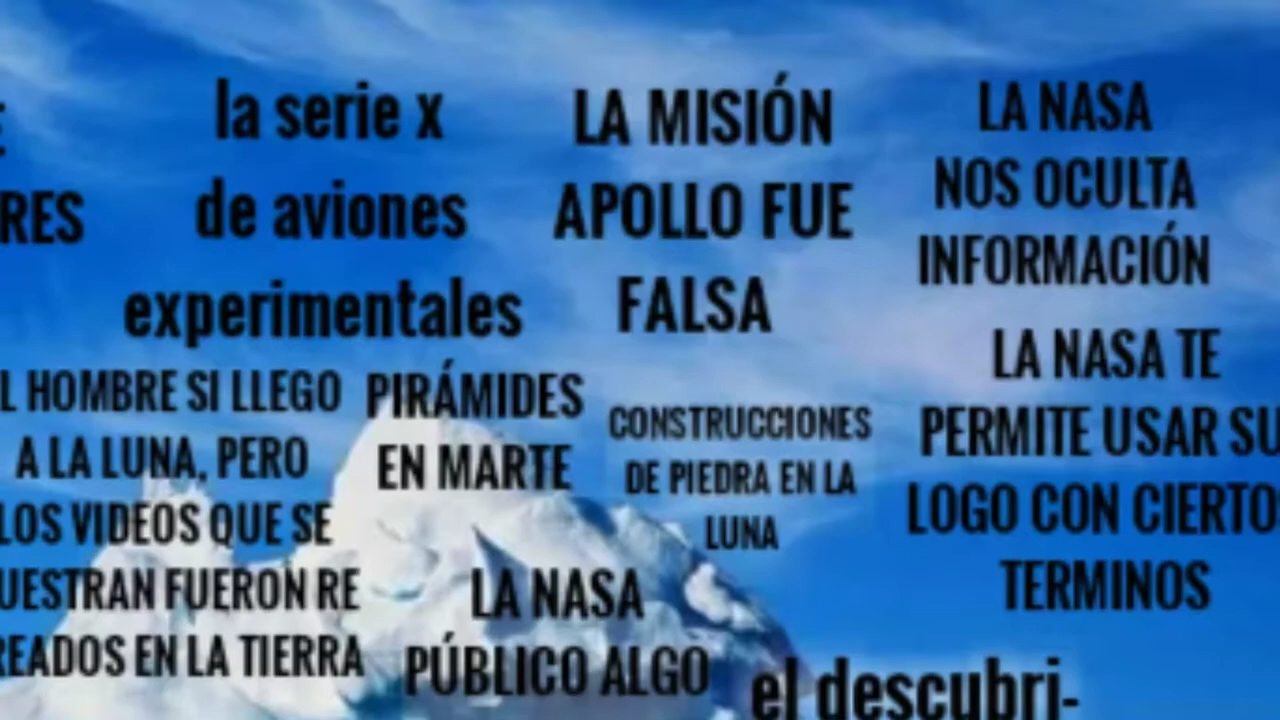 RES
la serie x
de aviones
experimentales
LA MISIÓN
APOLLO FUE
FALSA
LA NASA
NOS OCULTA
INFORMACIÓN
L HOMBRE SI LLEGO
A LA LUNA, PERO
LOS VIDEOS QUE SE
UESTRAN FUERON RE
READOS EN LA TIERRA
PIRÁMIDES
EN MARTE
CONSTRUCCIONES
DE PIEDRA EN LA
LUNA
LA NASA TE
PERMITE USAR SU
LOGO CON CIERTO
TERMINOS
LA NASA
PÚBLICO ALGO
el descubri-